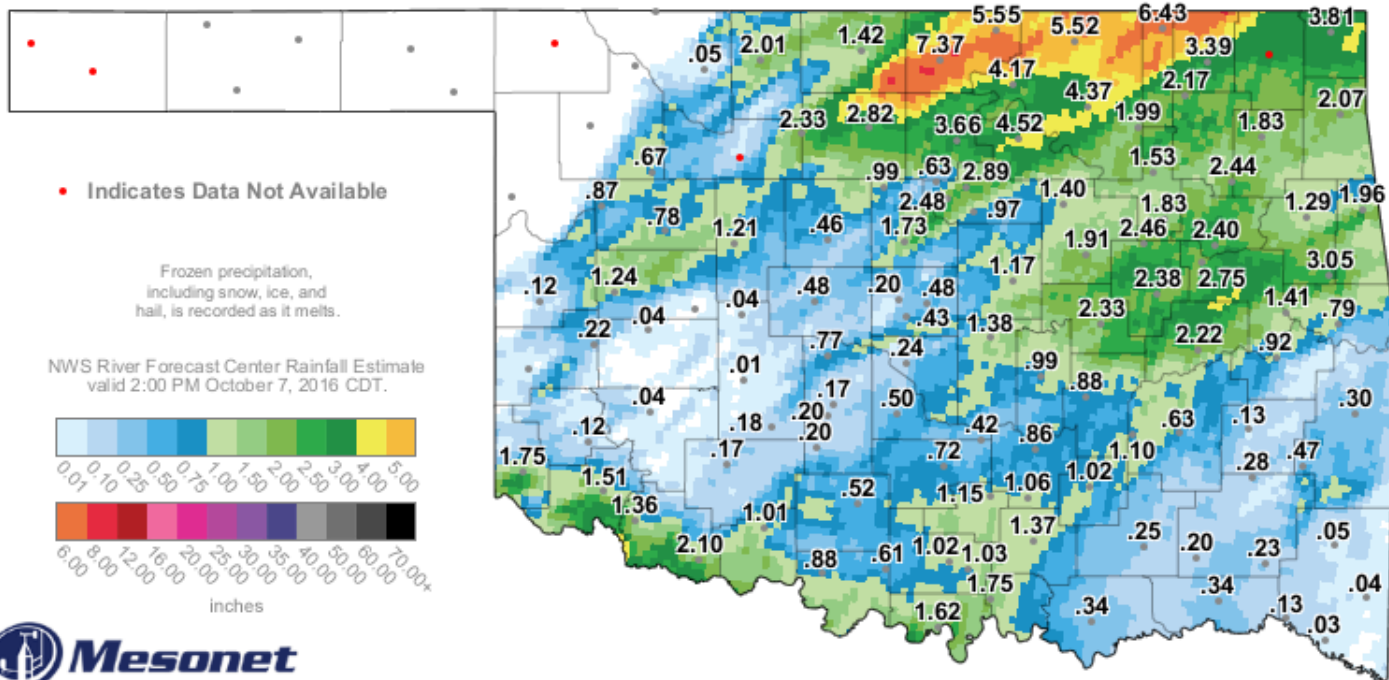 5.55 5.52 6.43 3.81
.05 2.01 1.42 7.37 3.39
4.17 2.17
4.37 2.07
2.33 2.82 3.66 4.52 1.99 1.83
.67 .99 .63 2.89 1.53 2.44
Indicates Data Not Available
.87 2.48 1.40 1.83 1.29 1.96
.78 1.21 .46 1.73 .97 1.91 2.46 2.40
Frozen precipitation,
including snow, ice, and
hail, is recorded as it melts.
.12 1.24 .04 .48 .20 .48 1.17 2.38 2.75 3.05
.04 .43 1.38 2.33 1.41 .79
.22 .77 .24 2.22 .92
NWS River Forecast Center Rainfall Estimate
valid 2:00 PM October 7, 2016 CDT.
.01 .99 .88
.04 .17 .50 .30
.12 .18 .20 .20 .42 .86 .63 .13
1.75 .17 .72 1.10 .47
1.51 .52 1.15 1.06 1.02 .28
0.01 0.10 0.25 0.50 0.75 1.00 1.50 2.00 2.50 3.00 4.00 5.00
1.36 1.01 1.37 .25 .05
2.10 .88 .61 1.02 1.03 .20 .23
6.00 8.00 12.00 16.00 20.00 25.00 30.00 35.00 40.00 50.00 60.00 70.00+
1.75 .34 .34 .13 .04
inches
1.62 .03
Mesonet